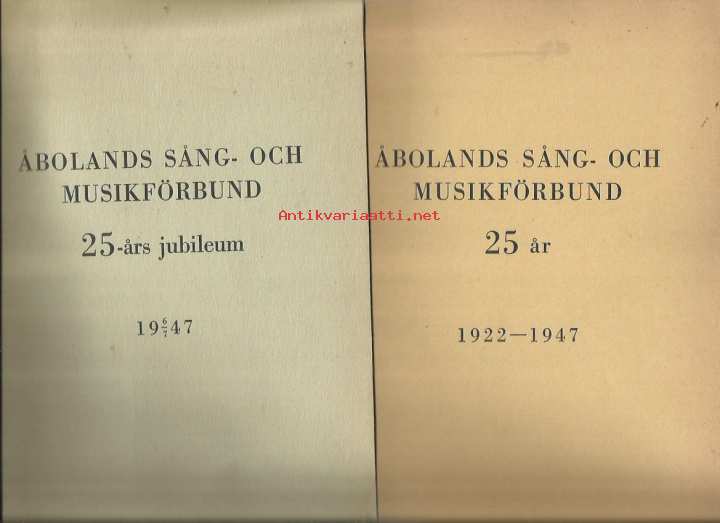 ÅBOLANDS SÅNG- OCH
MUSIKFÖRBUND
25-års jubileum
19 6/7 47
ÅBOLANDS SÅNG- OCH
MUSIKFÖRBUND
25 år
1922—1947
Antikvariaatti.net